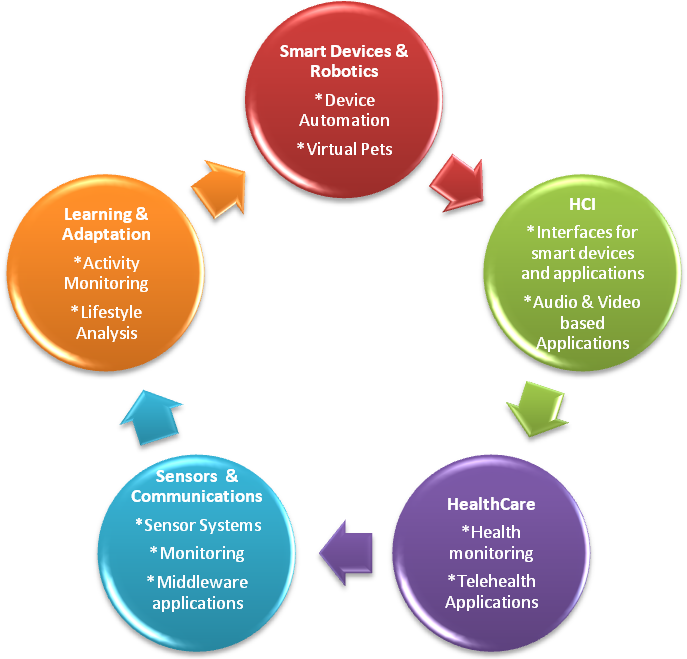 Smart Devices &
Robotics
*Device
Automation
*Virtual Pets
HCI
*Interfaces for
smart devices
and applications
*Audio & Video
based
Applications
HealthCare
*Health
monitoring
*Telehealth
Applications
Sensors &
Communications
*Sensor Systems
*Monitoring
*Middleware
applications
Learning &
Adaptation
*Activity
Monitoring
*Lifestyle
Analysis